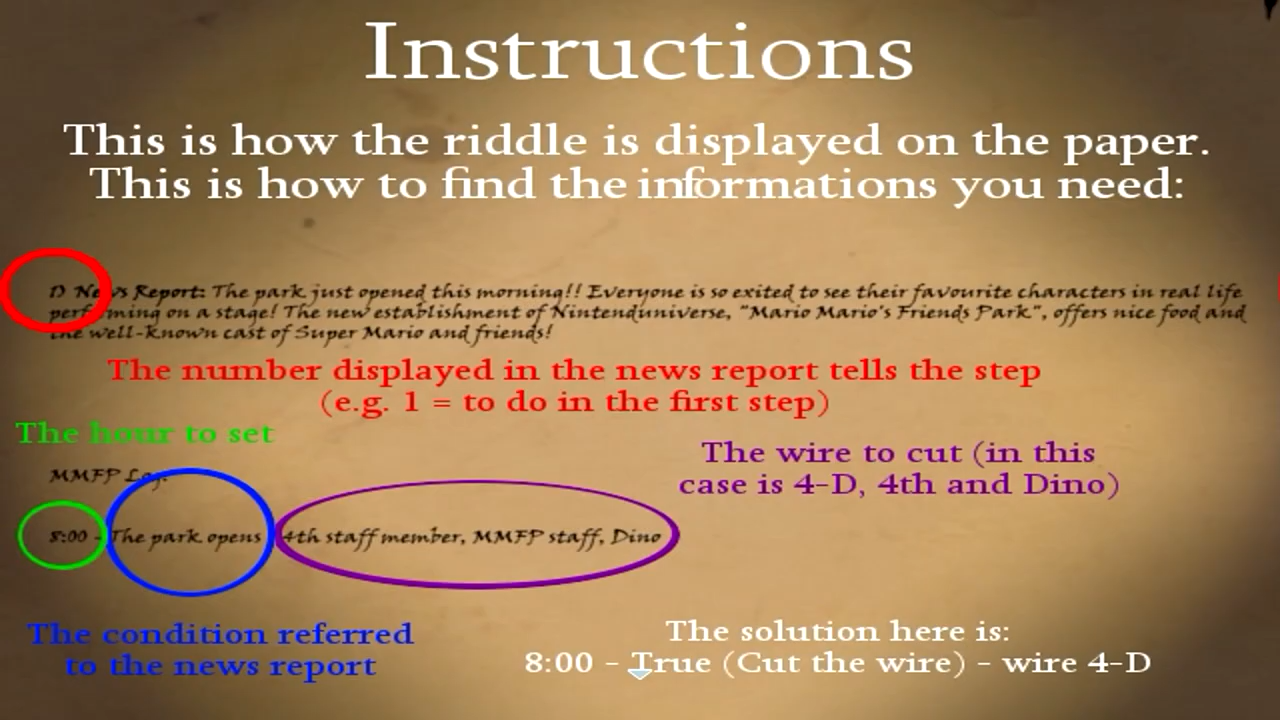 Instructions
This is how the riddle is displayed on the paper.
This is how to find the informations you need:
1) News Report: The park just opened this morning!! Everyone is so exited to see their favourite characters in real life
performing on a stage! The new establishment of Nintenduniverse, "Mario Mario's Friends Park", offers nice food and
the well-known cast of Super Mario and friends!
The number displayed in the news report tells the step
(e.g. 1 = to do in the first step)
The hour to set
The wire to cut (in this
case is 4-D, 4th and Dino)
MMFP Log:
8:00 - The park opens 4th staff member, MMFP staff, Dino
The condition referred
to the news report
The solution here is:
8:00 - True (Cut the wire) - wire 4-D